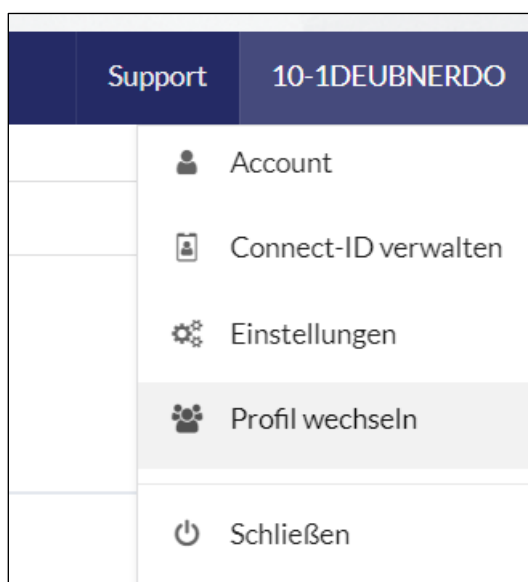 Support 10-1DEUBNERDO
Account
Connect-ID verwalten
Einstellungen
Profil wechseln
Schließen